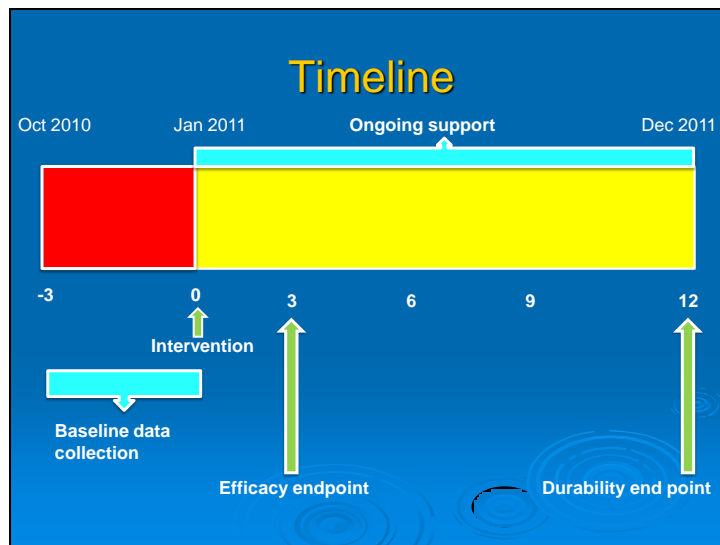 Timeline
Oct 2010 Jan 2011 Ongoing support Dec 2011
-3 0 3 6 9 12
Intervention
Baseline data
collection
Efficacy endpoint Durability end point